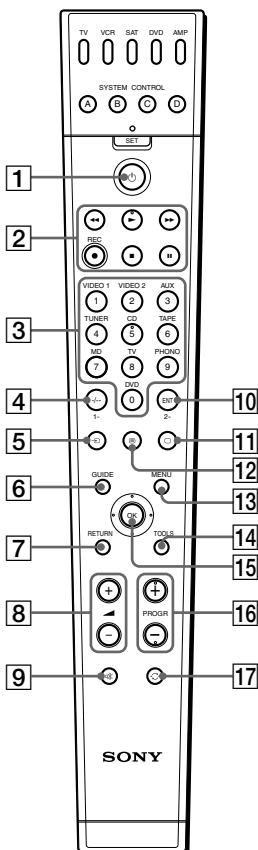 TV VCR SAT DVD AMP
SYSTEM CONTROL
A B C D
SET
1
2
REC
VIDEO 1 VIDEO 2 AUX
1 2 3
3
TUNER CD TAPE
4 5 6
MD TV PHONO
7 8 9
DVD
4 -/-- 0 ENT 10
1- 2-
5 11
12
6 GUIDE MENU 13
OK
7 RETURN TOOLS 14
15
8 + PROGR + 16
− −
9 17
SONY